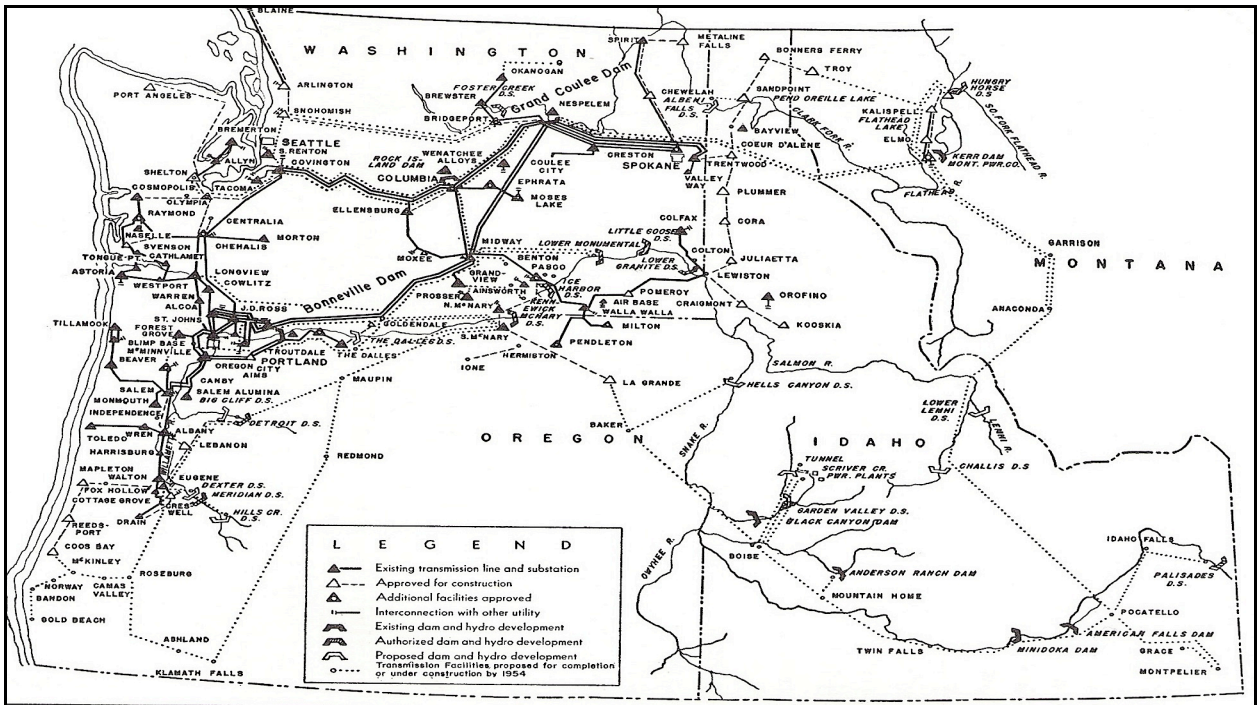 BLAINE
WASHINGTON
SPIRIT
METALINE
FALLS
BONNERS FERRY
TROY
OKANOGAN
FOSTER CREEK
D.S.
Grand Coulee Dam
PORT ANGELES
ARLINGTON
BREWSTER
NESPELEM
CHEWELAH
ALBENI
FALLS
D.S.
SANDPOINT
PEND OREILLE LAKE
HUNGRY
HORSE
D.S.
SNOHOMISH
BRIDGEPORT
CLARK FORK
KALISPELL
FLATHEAD
LAKE
SO. FORK FLATHEAD R.
BREMERTON
SEATTLE
S. RENTON
COVINGTON
BAYVIEW
COEUR D'ALENE
ELMO
KERR DAM
MONT. PWR. CO.
ALLYN
ROCK IS-
LAND DAM
WENATCHEE
ALLOYS
COLUMBIA
COULEE
CITY
CRESTON
SPOKANE
TRENTWOOD
VALLEY
WAY
SHELTON
COSMOPOLIS
TACOMA
OLYMPIA
EPHRATA
MOSES
LAKE
PLUMMER
FLATHEAD R.
RAYMOND
ELLENSBURG
CENTRALIA
COLFAX
CORA
NASELLE
CHEHALIS
MORTON
MIDWAY
LITTLE GOOSE
D.S.
LOWER MONUMENTAL
COLTON
GARRISON
MONTANA
SVENSON
CATHLAMET
TONGUE PT.
MOXEE
BENTON
PASCO
LOWER
GRANITE D.S.
JULIAETTA
ASTORIA
WESTPORT
LONGVIEW
COWLITZ
Bonneville Dam
GRAND-
VIEW
AINSWORTH
ICE
HARBOR
D.S.
LEWISTON
WARREN
ALCOA
PROSSER
N. McNARY
KENN-
EWICK
McNARY
D.S.
POMEROY
AIR BASE
WALLA WALLA
CRAIGMONT
OROFINO
ANACONDA
ST. JOHNS
J.D. ROSS
TILLAMOOK
FOREST
GROVE
BLIMP BASE
McMINNVILLE
BEAVER
GOLDENDALE
THE DALLES D.S.
S. McNARY
MILTON
KOOSKIA
TROUTDALE
PORTLAND
THE DALLES
HERMISTON
PENDLETON
OREGON
CITY
AIMS
IONE
SALMON R.
CANBY
SALEM
SALEM ALUMINA
BIG CLIFF D.S.
MAUPIN
LA GRANDE
HELLS CANYON D.S.
MONMOUTH
INDEPENDENCE
DETROIT D.S.
LOWER
LEMHI
D.S.
LEMHI R.
WREN
ALBANY
BAKER
TOLEDO
OREGON
SNAKE R.
IDAHO
LEBANON
HARRISBURG
WILLAMETTE R.
REDMOND
TUNNEL
SCRIVER CR.
PWR. PLANTS
CHALLIS D.S
MAPLETON
WALTON
EUGENE
DEXTER D.S.
MERIDIAN D.S.
FOX HOLLOW
COTTAGE GROVE
CRES
WELL
HILLS CR.
D.S.
GARDEN VALLEY D.S.
BLACK CANYON DAM
DRAIN
REEDS-
PORT
OWYHEE R.
BOISE
IDAHO FALLS
COOS BAY
McKINLEY
ROSEBURG
ANDERSON RANCH DAM
PALISADES
D.S.
NORWAY
BANDON
CAMAS
VALLEY
MOUNTAIN HOME
POCATELLO
GOLD BEACH
AMERICAN FALLS DAM
ASHLAND
TWIN FALLS
MINIDOKA DAM
GRACE
KLAMATH FALLS
MONTPELIER
LEGEND
Existing transmission line and substation
Approved for construction
Additional facilities approved
Interconnection with other utility
Existing dam and hydro development
Authorized dam and hydro development
Proposed dam and hydro development
Transmission Facilities proposed for completion
or under construction by 1954